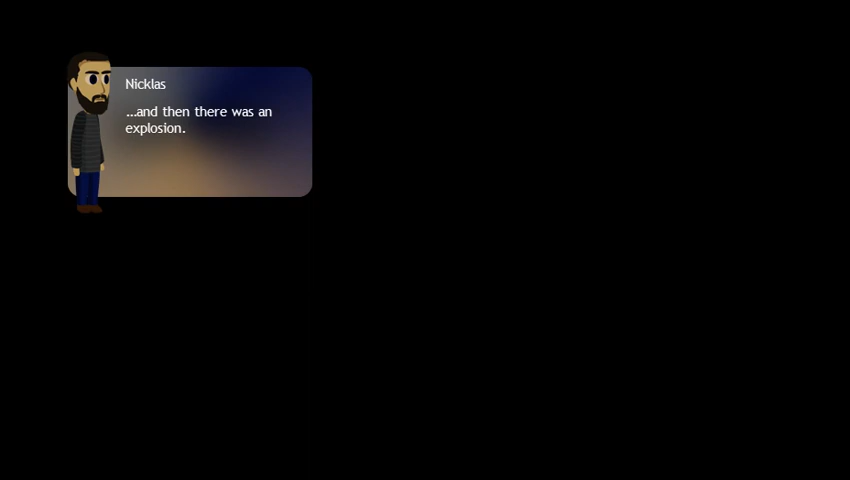 Nicklas
...and then there was an
explosion.